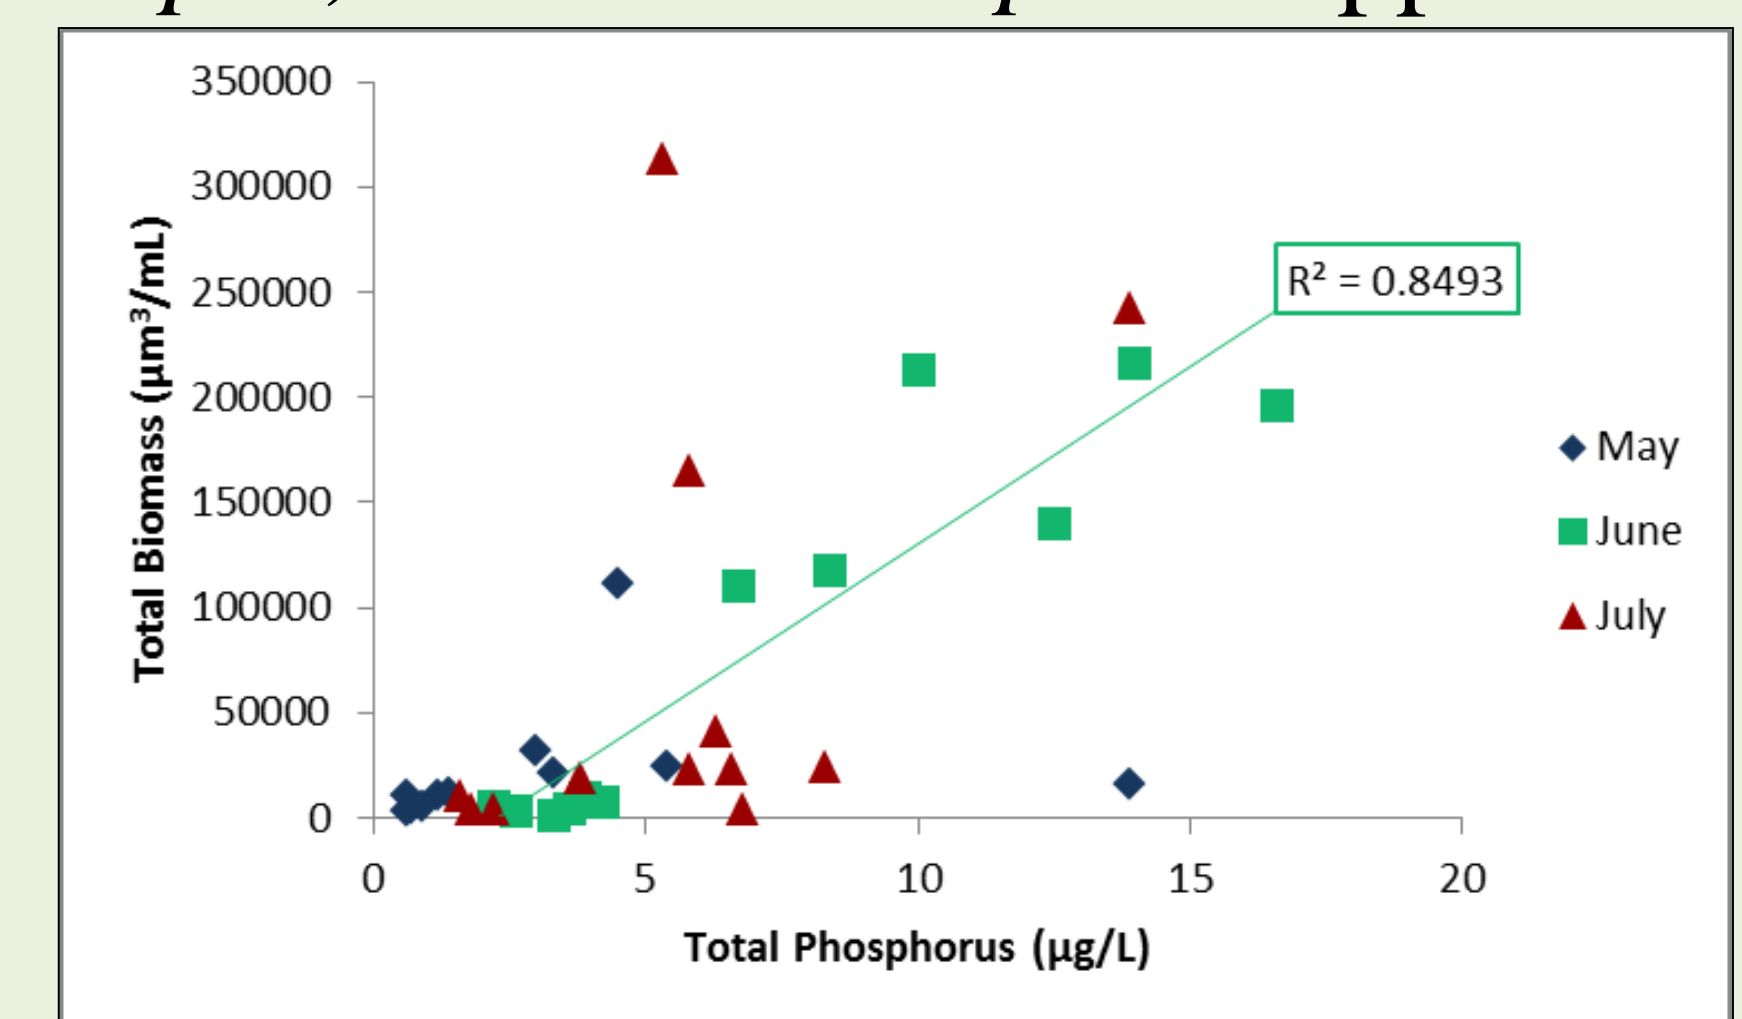 350000
300000
250000
200000
150000
100000
50000
0
Total Biomass (µm³/mL)
0 5 10 15 20
Total Phosphorus (µg/L)
R² = 0.8493
May
June
July